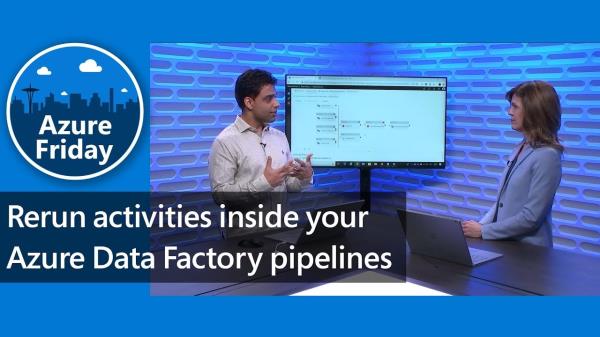 Azure
Friday
Rerun activities inside your
Azure Data Factory pipelines